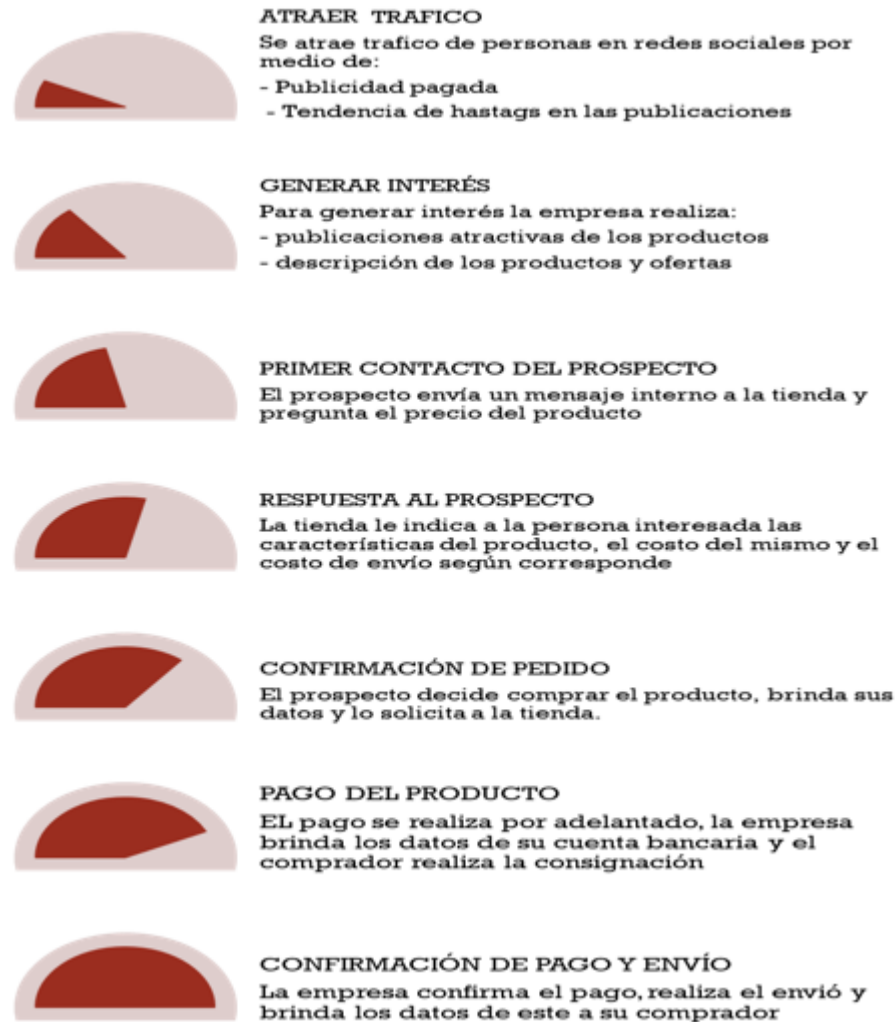 ATRAER TRAFICO
Se atrae trafico de personas en redes sociales por
medio de:
- Publicidad pagada
- Tendencia de hastags en las publicaciones
GENERAR INTERÉS
Para generar interés la empresa realiza:
- publicaciones atractivas de los productos
- descripción de los productos y ofertas
PRIMER CONTACTO DEL PROSPECTO
El prospecto envía un mensaje interno a la tienda y
pregunta el precio del producto
RESPUESTA AL PROSPECTO
La tienda le indica a la persona interesada las
características del producto, el costo del mismo y el
costo de envío según corresponde
CONFIRMACIÓN DE PEDIDO
El prospecto decide comprar el producto, brinda sus
datos y lo solicita a la tienda.
PAGO DEL PRODUCTO
EL pago se realiza por adelantado, la empresa
brinda los datos de su cuenta bancaria y el
comprador realiza la consignación
CONFIRMACIÓN DE PAGO Y ENVÍO
La empresa confirma el pago, realiza el envió y
brinda los datos de este a su comprador